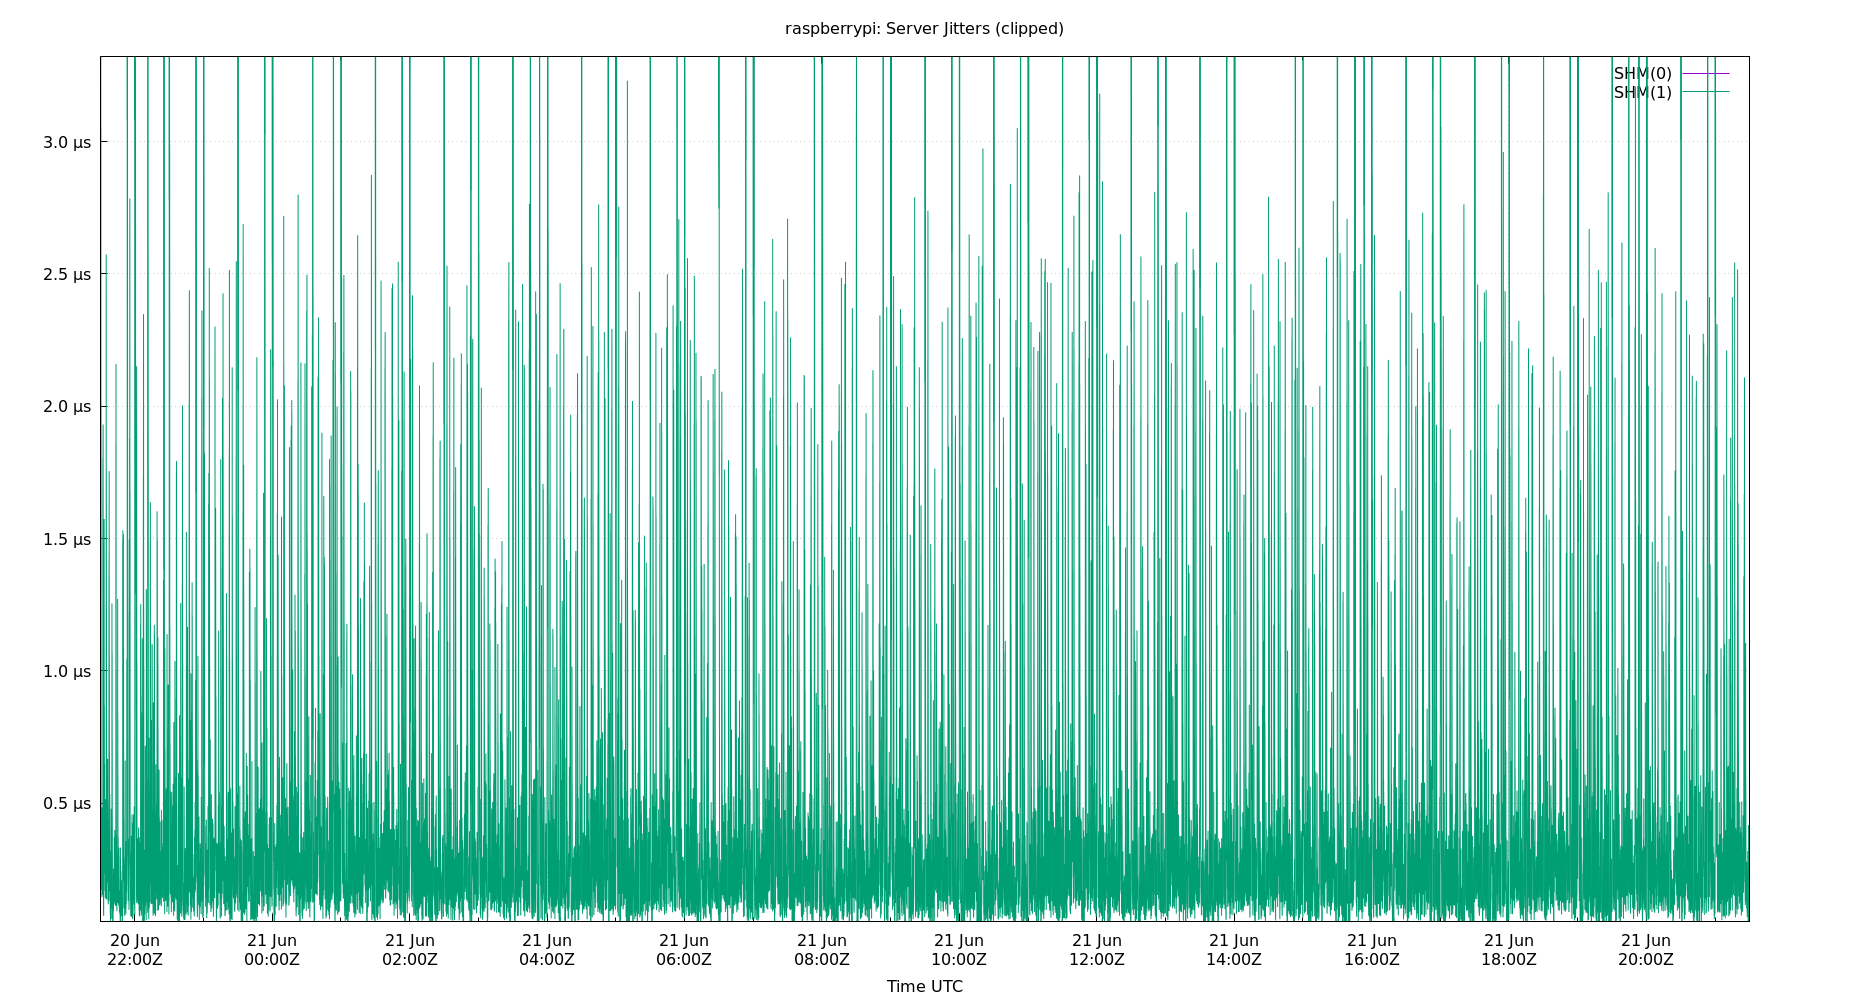 raspberrypi: Server Jitters (clipped)
SHM(0)
SHM(1)
3.0 µs
2.5 µs
2.0 µs
1.5 µs
1.0 µs
0.5 µs
20 Jun 21 Jun 21 Jun 21 Jun 21 Jun 21 Jun 21 Jun 21 Jun 21 Jun 21 Jun 21 Jun 21 Jun
22:00Z 00:00Z 02:00Z 04:00Z 06:00Z 08:00Z 10:00Z 12:00Z 14:00Z 16:00Z 18:00Z 20:00Z
Time UTC